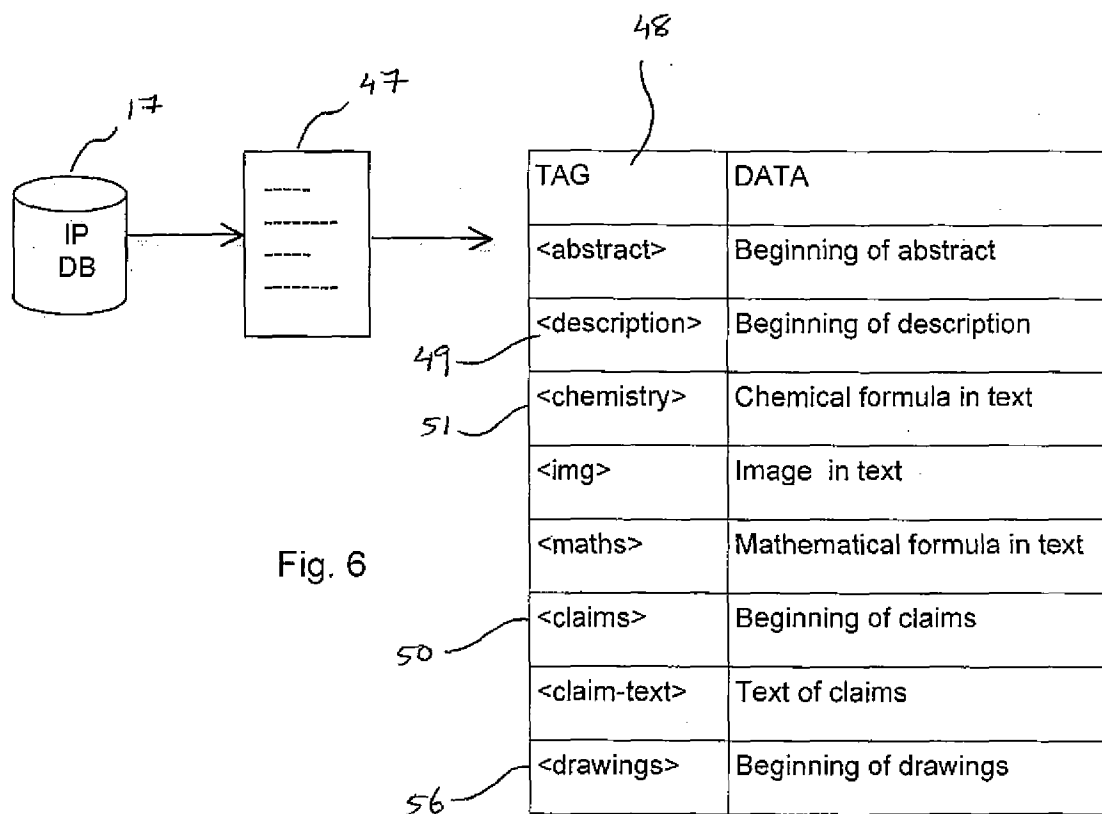 48
47
17
TAG DATA
IP
DB
<abstract> Beginning of abstract
<description> Beginning of description
49
<chemistry> Chemical formula in text
51
<img> Image in text
<maths> Mathematical formula in text
Fig. 6
<claims> Beginning of claims
50
<claim-text> Text of claims
<drawings> Beginning of drawings
56